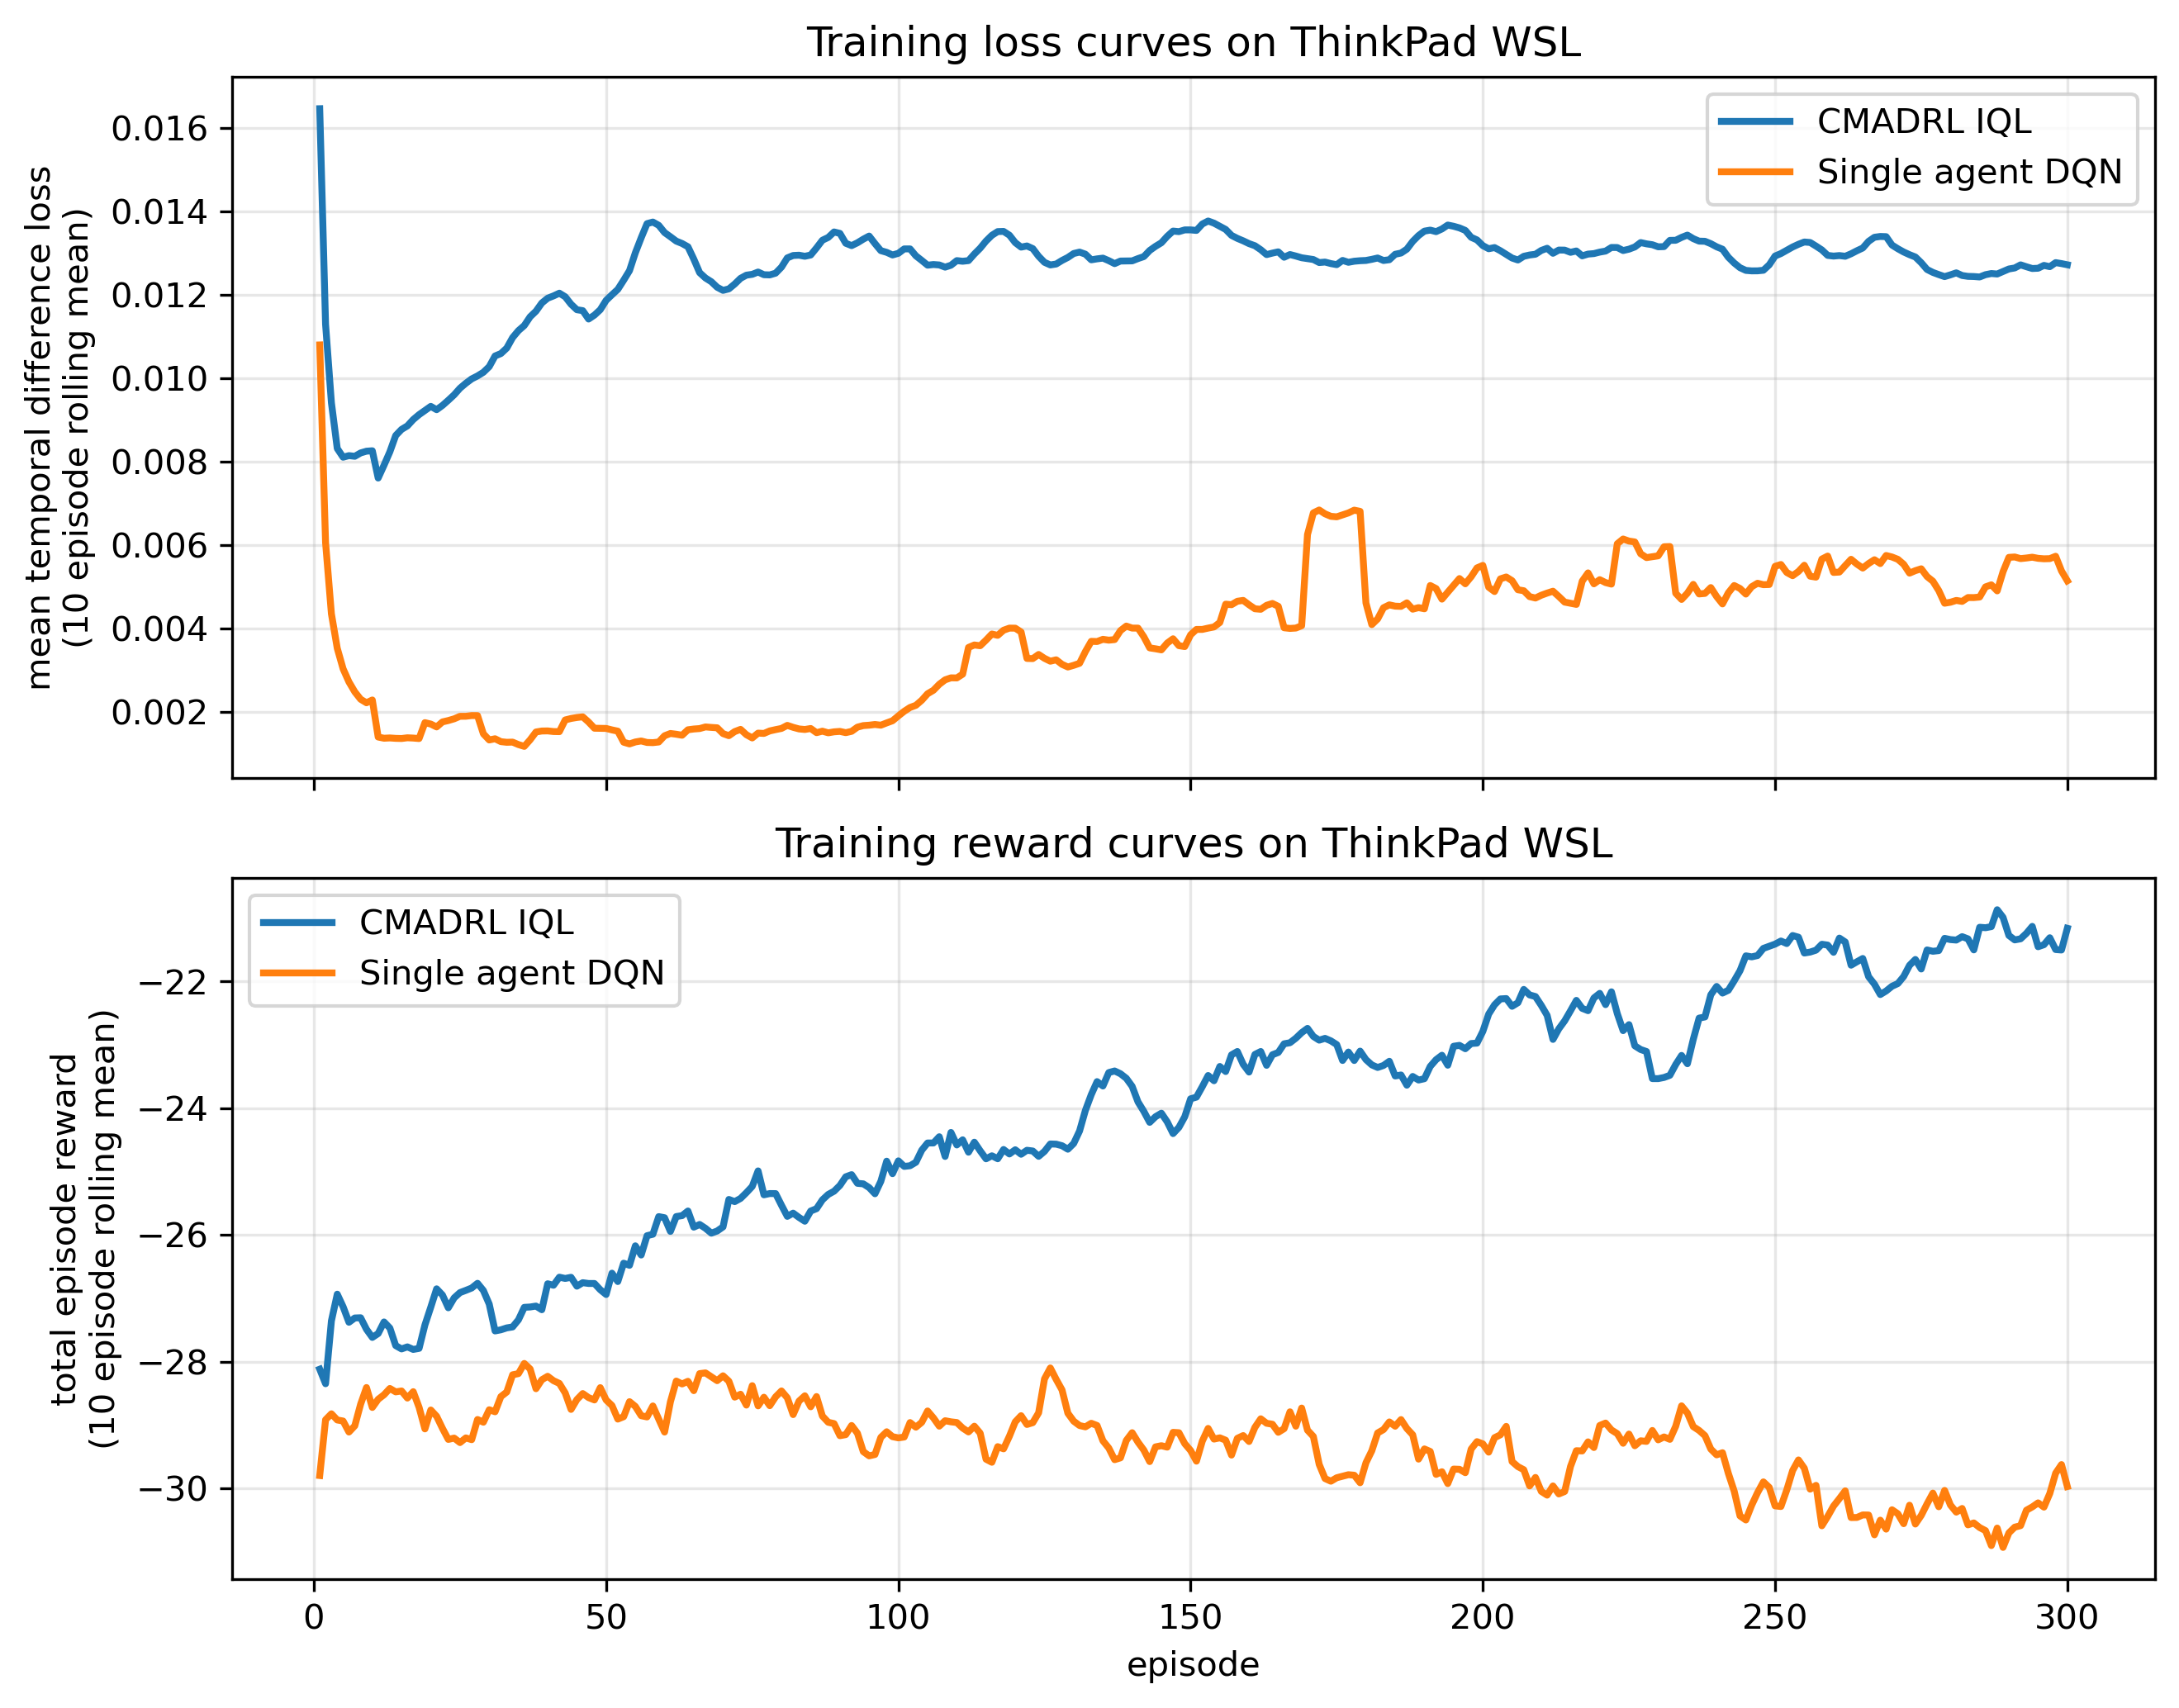 Training loss curves on ThinkPad WSL
mean temporal difference loss
(10 episode rolling mean)
0.016
0.014
0.012
0.010
0.008
0.006
0.004
0.002
CMADRL IQL
Single agent DQN
Training reward curves on ThinkPad WSL
total episode reward
(10 episode rolling mean)
−22
−24
−26
−28
−30
CMADRL IQL
Single agent DQN
0 50 100 150 200 250 300
episode